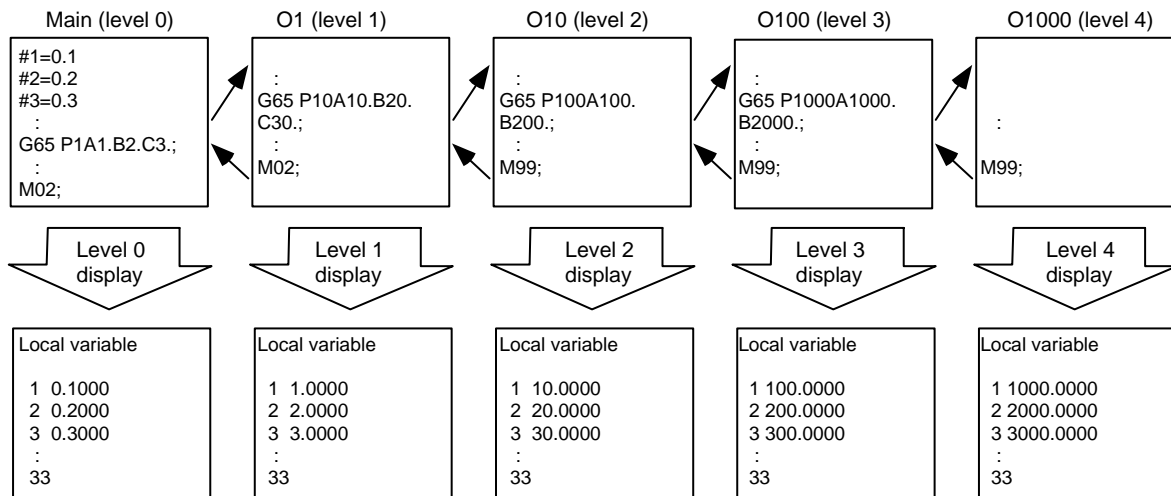 Main (level 0)
#1=0.1
#2=0.2
#3=0.3
:
G65 P1A1.B2.C3.;
:
M02;
O1 (level 1)
:
G65 P10A10.B20.
C30.;
:
M02;
O10 (level 2)
:
G65 P100A100.
B200.;
:
M99;
O100 (level 3)
:
G65 P1000A1000.
B2000.;
:
M99;
O1000 (level 4)
:
M99;
Level 0
display
Level 1
display
Level 2
display
Level 3
display
Level 4
display
Local variable
1 0.1000
2 0.2000
3 0.3000
:
33
Local variable
1 1.0000
2 2.0000
3 3.0000
:
33
Local variable
1 10.0000
2 20.0000
3 30.0000
:
33
Local variable
1 100.0000
2 200.0000
3 300.0000
:
33
Local variable
1 1000.0000
2 2000.0000
3 3000.0000
:
33